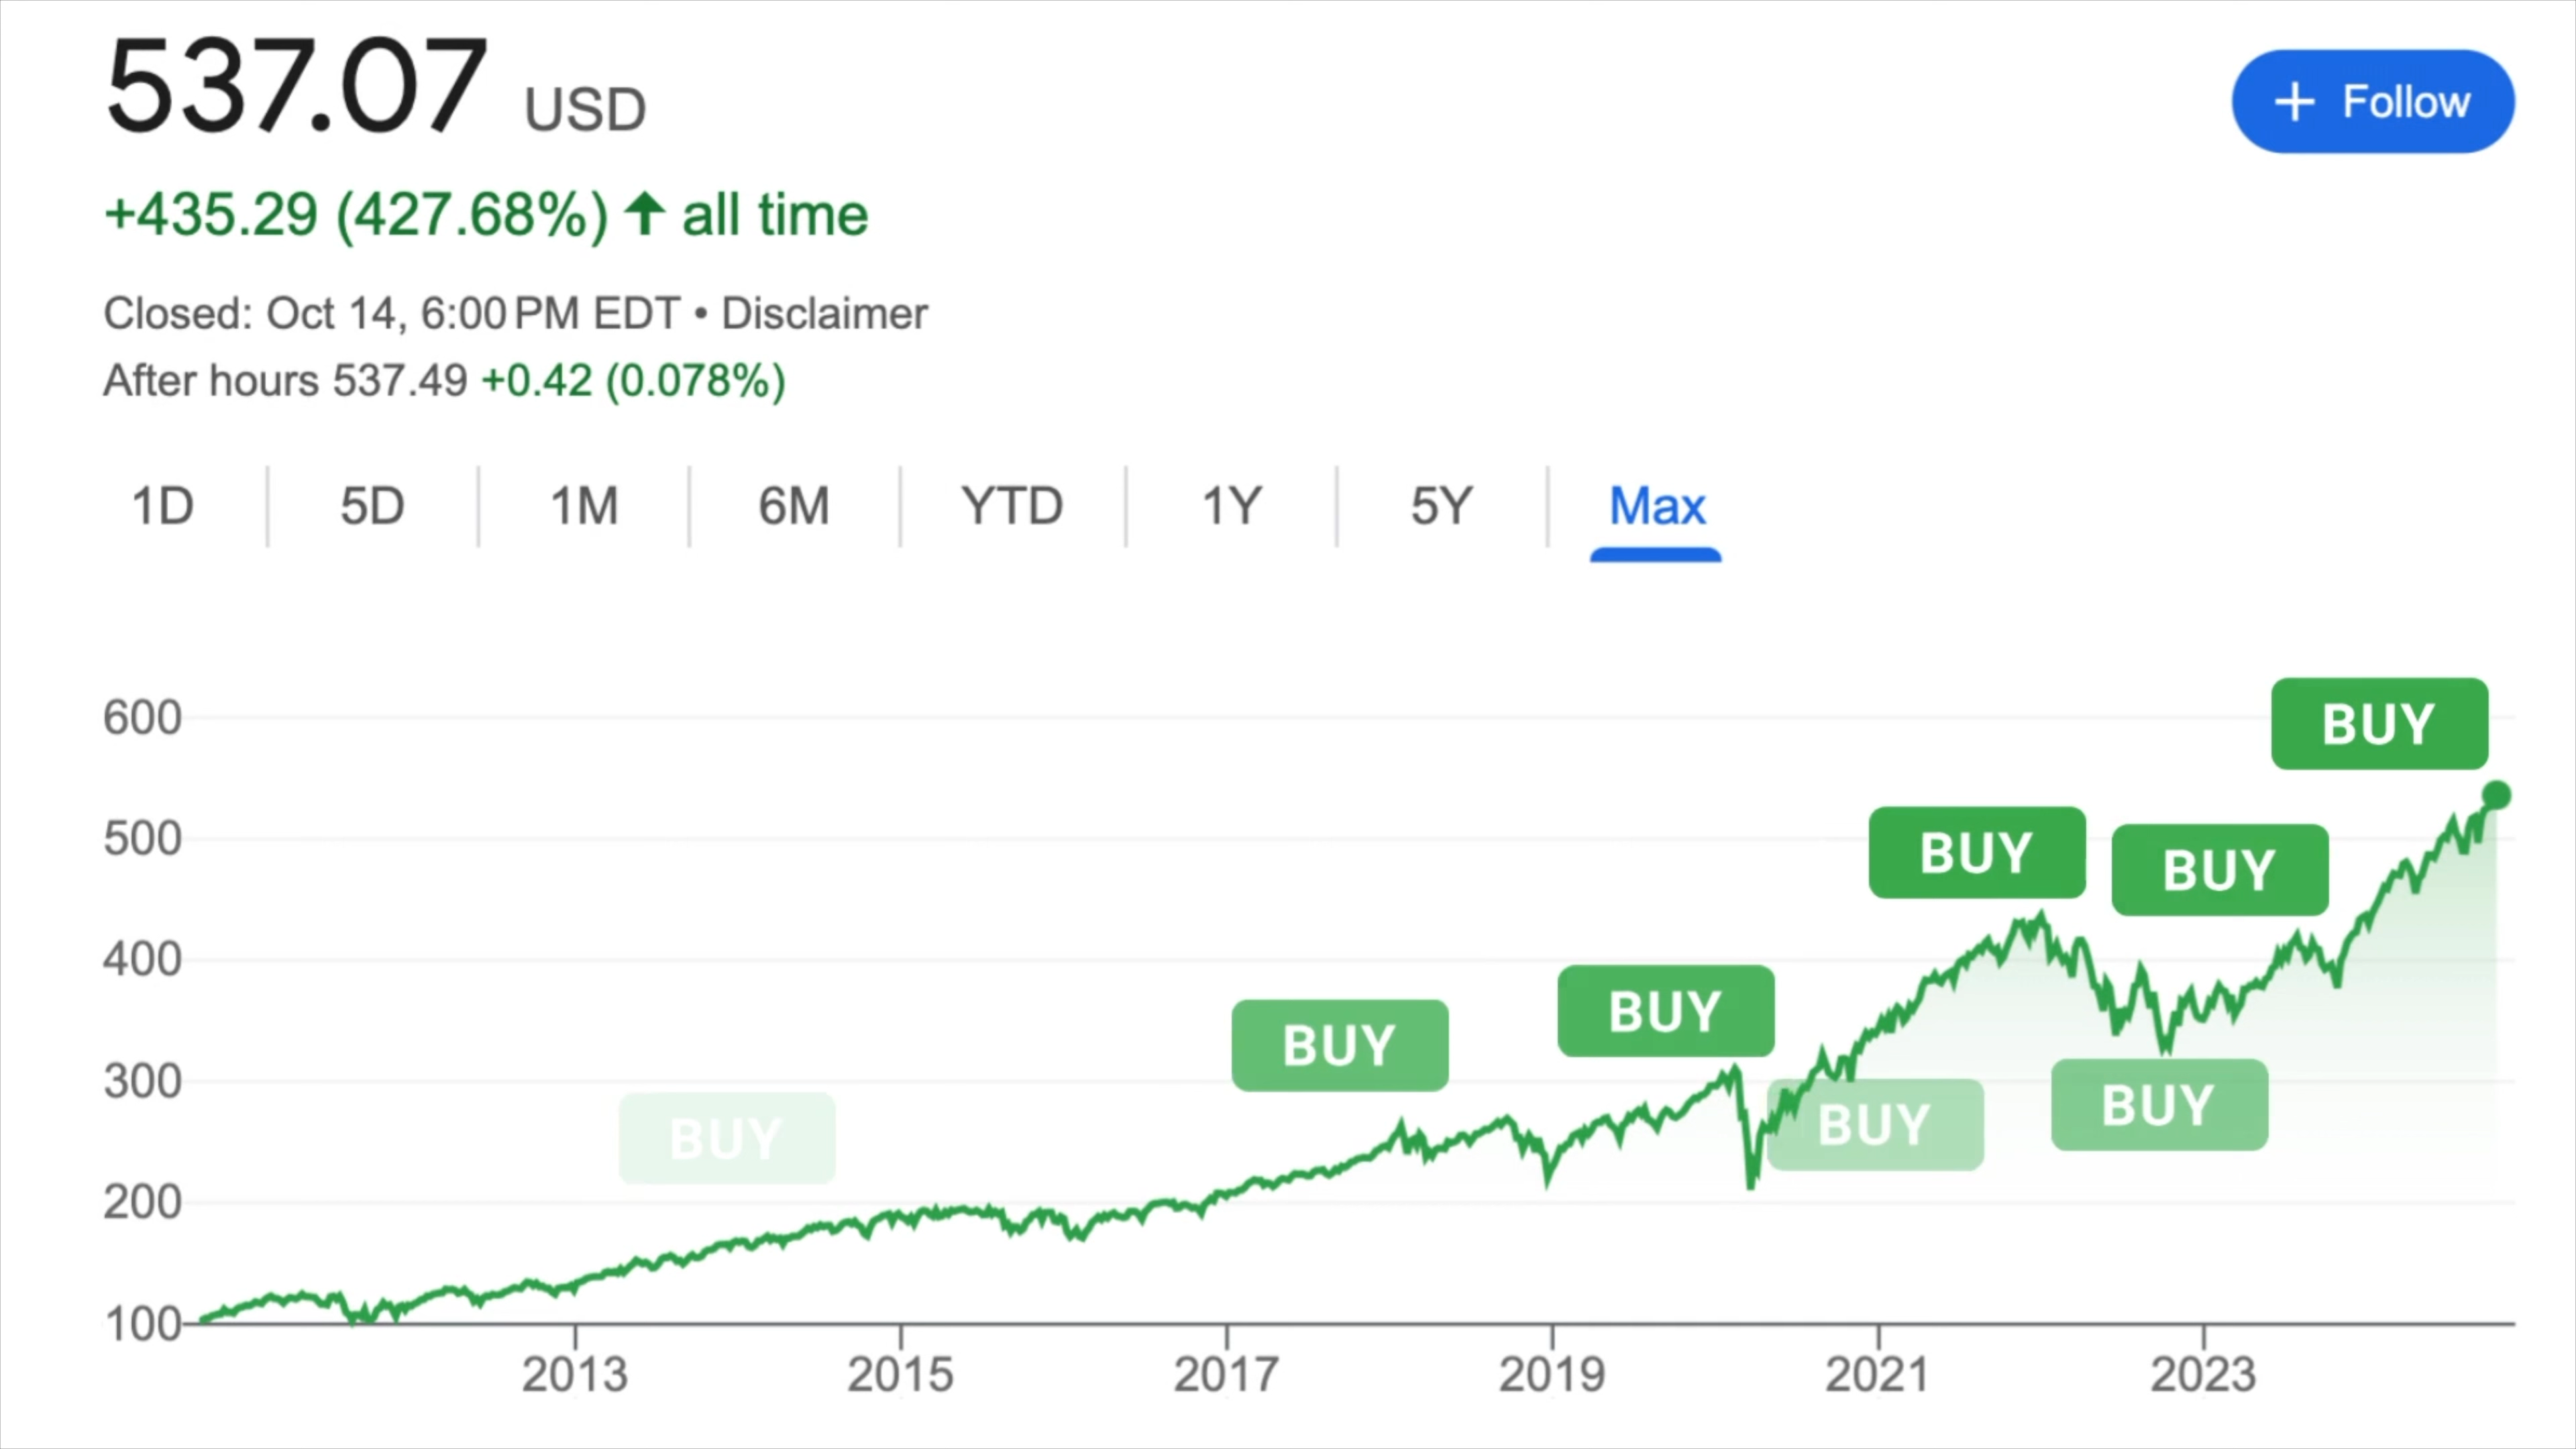 537.07 USD
+ Follow
+435.29 (427.68%) ↑ all time
Closed: Oct 14, 6:00 PM EDT • Disclaimer
After hours 537.49 +0.42 (0.078%)
1D 5D 1M 6M YTD 1Y 5Y Max
600
BUY
500
BUY
BUY
400
BUY
BUY
300
BUY
BUY
BUY
200
100
2013 2015 2017 2019 2021 2023